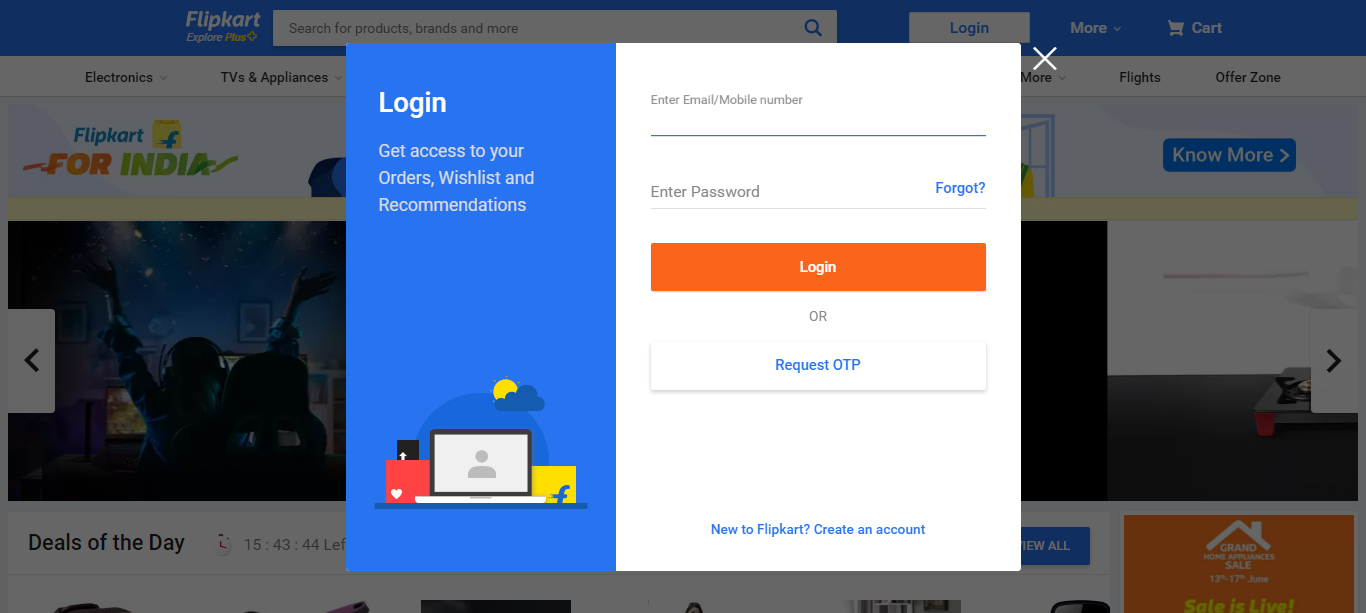 Flipkart
Explore Plus
Search for products, brands and more
Login
More
Cart
Electronics
TVs & Appliances
More
Flights
Offer Zone
Flipkart
FOR INDIA
Know More
Login
Get access to your
Orders, Wishlist and
Recommendations
Enter Email/Mobile number
Enter Password
Forgot?
Login
OR
Request OTP
New to Flipkart? Create an account
Deals of the Day
15 : 43 : 44 Lef
VIEW ALL
GRAND
HOME APPLIANCES
SALE
13th-17th June
Sale is Live!